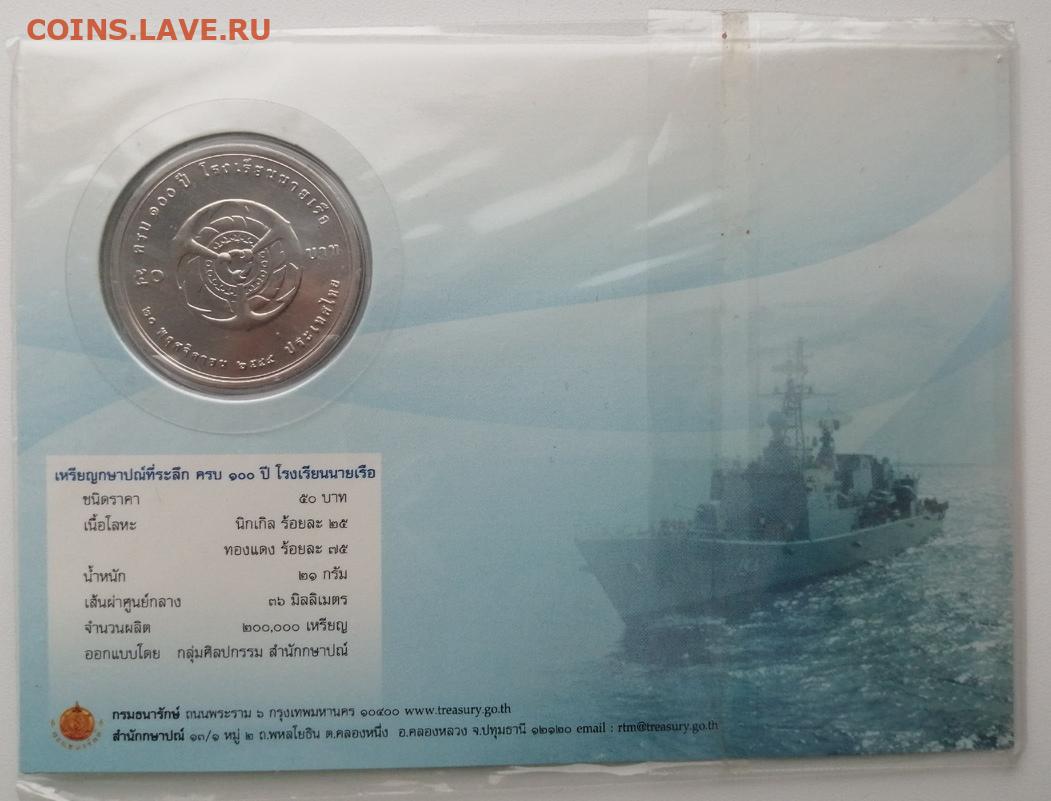 COINS.LAVE.RU
ครบ ๑๐๐ ปี โรงเรียนนายเรือ
๕๐ บาท
๒๐ พฤศจิกายน ๒๕๔๙ ประเทศไทย
เหรียญกษาปณ์ที่ระลึก ครบ ๑๐๐ ปี โรงเรียนนายเรือ
ชนิดราคา ๕๐ บาท
เนื้อโลหะ นิกเกิล ร้อยละ ๒๕
ทองแดง ร้อยละ ๗๕
น้ำหนัก ๒๑ กรัม
เส้นผ่าศูนย์กลาง ๓๖ มิลลิเมตร
จำนวนผลิต ๒๐๐,๐๐๐ เหรียญ
ออกแบบโดย กลุ่มศิลปกรรม สำนักกษาปณ์
กรมธนารักษ์ ถนนพระราม ๖ กรุงเทพมหานคร ๑๐๔๐๐ www.treasury.go.th
สำนักกษาปณ์ ๑๓/๑ หมู่ ๒ ถ.พหลโยธิน ต.คลองหนึ่ง อ.คลองหลวง จ.ปทุมธานี ๑๒๑๒๐ email : rtm@treasury.go.th